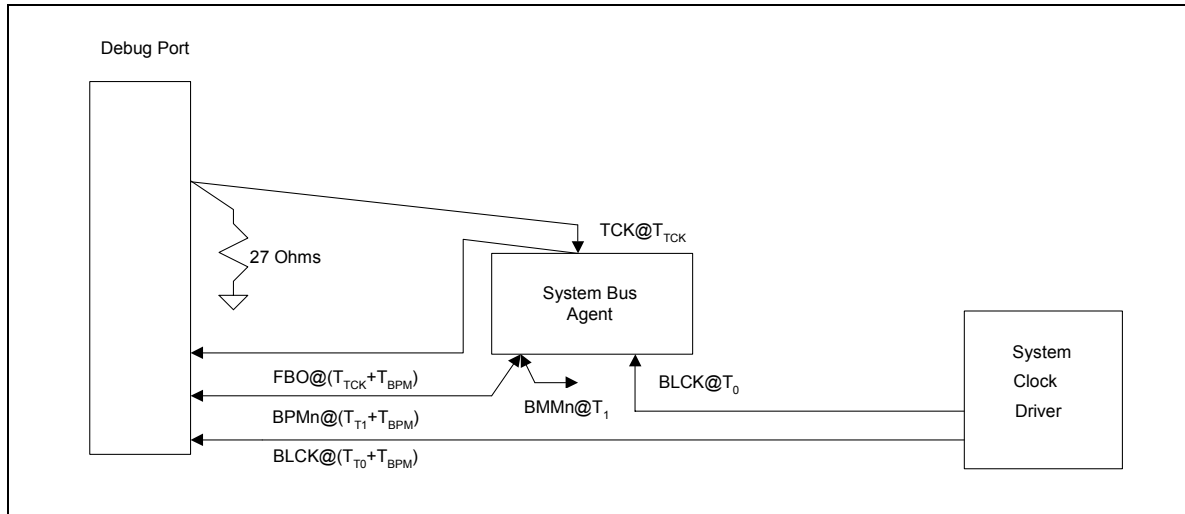 Debug Port
TCK@T_TCK
27 Ohms
System Bus
Agent
System
Clock
Driver
FBO@(T_TCK+T_BPM)
BLCK@T_0
BMMn@T_1
BPMn@(T_T1+T_BPM)
BLCK@(T_T0+T_BPM)